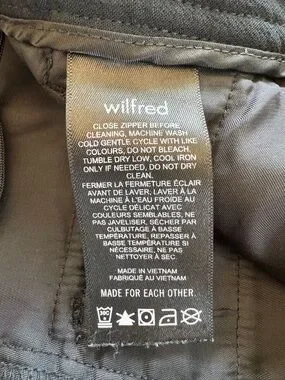 wilfred
CLOSE ZIPPER BEFORE
CLEANING, MACHINE WASH
COLD GENTLE CYCLE WITH LIKE
COLOURS, DO NOT BLEACH,
TUMBLE DRY LOW, COOL IRON
ONLY IF NEEDED, DO NOT DRY
CLEAN.
FERMER LA FERMETURE ÉCLAIR
AVANT DE LAVER; LAVER À LA
MACHINE À L'EAU FROIDE AU
CYCLE DÉLICAT AVEC
COULEURS SEMBLABLES, NE
PAS JAVELISER, SÉCHER PAR
CULBUTAGE À BASSE
TEMPÉRATURE, REPASSER À
BASSE TEMPÉRATURE SI
NÉCESSAIRE, NE PAS
NETTOYER À SEC.
MADE IN VIETNAM
FABRIQUÉ AU VIETNAM
MADE FOR EACH OTHER.
30C